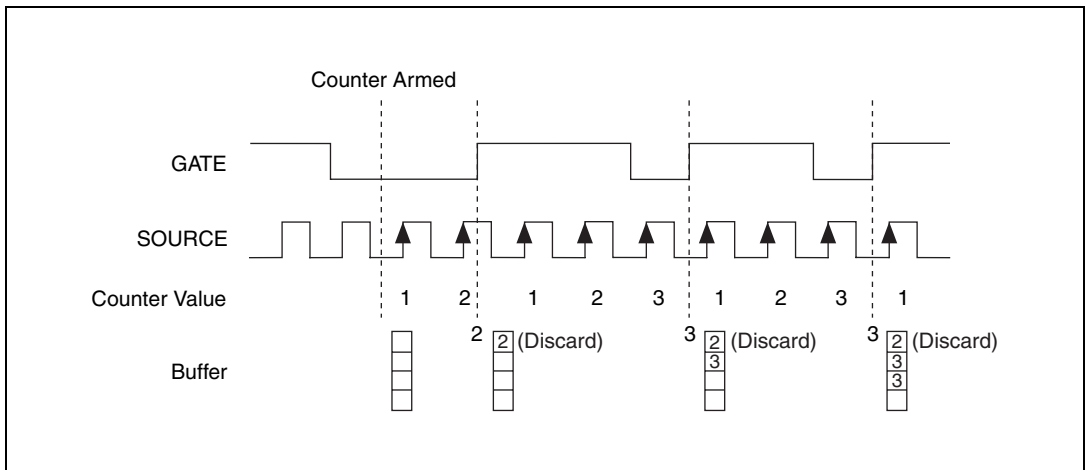 Counter Armed
GATE
SOURCE
Counter Value 1 2 1 2 3 1 2 3 1
2 3 3
Buffer
2 (Discard)
2 (Discard)
3
2 (Discard)
3
3